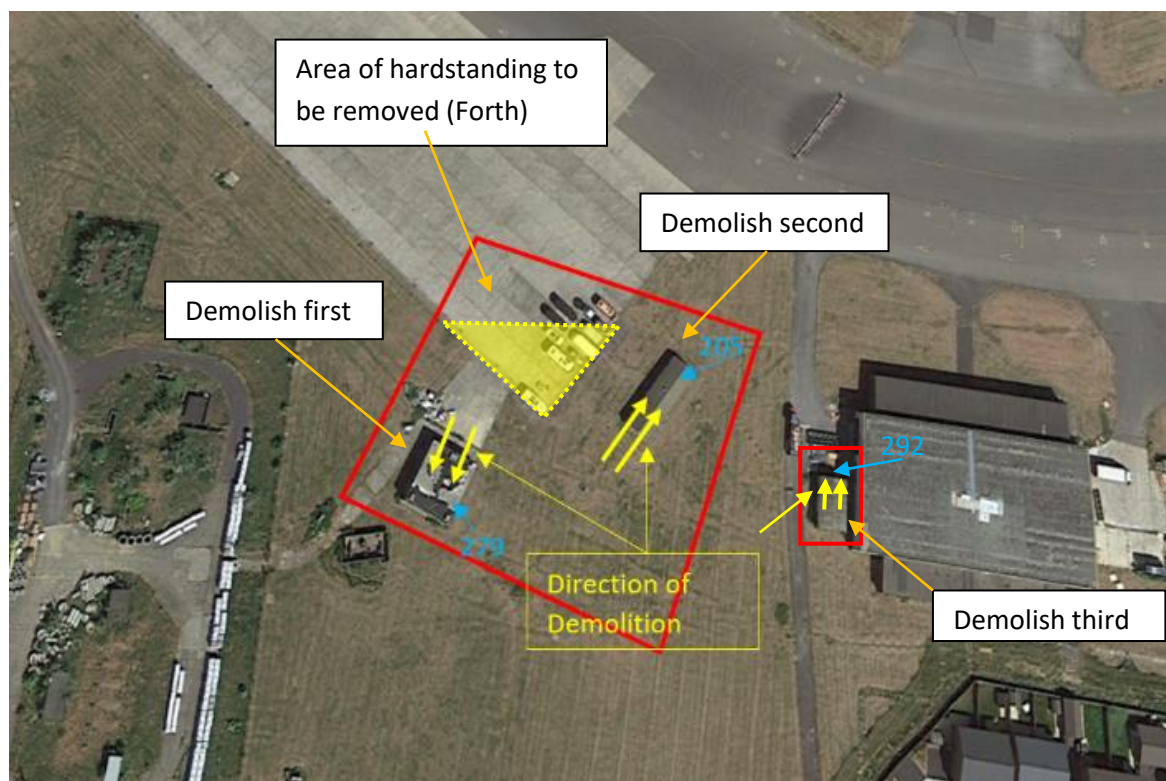 Area of hardstanding to
be removed (Forth)
Demolish second
Demolish first
205
292
279
Direction of
Demolition
Demolish third